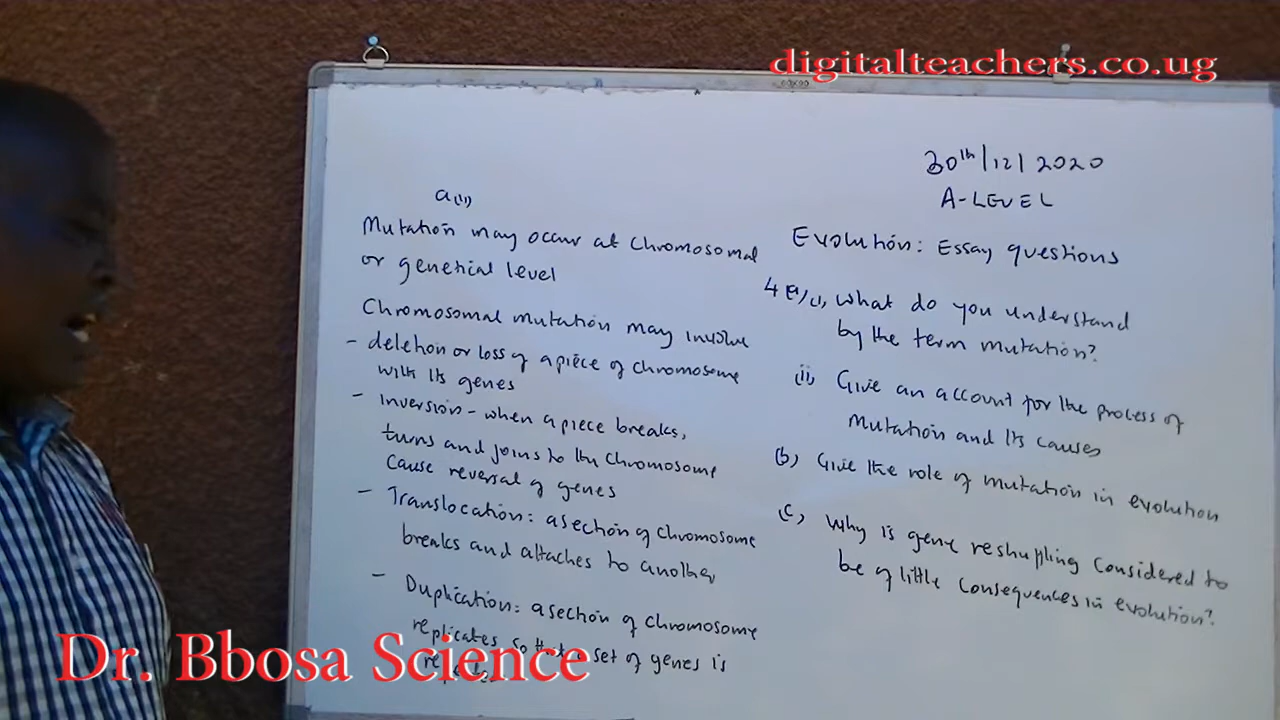 digitalteachers.co.ug
30th/12/2020
A-LEVEL
Evolution: Essay questions
4(a)(i), What do you understand
by the term mutation?
(ii) Give an account for the process of
Mutation and its causes
(b) Give the role of mutation in evolution
(c) Why is gene reshuffling considered to
be of little consequences in evolution?
a(ii)
Mutation may occur at chromosomal
or genetical level
Chromosomal mutation may involve
- deletion or loss of a piece of chromosome
with its genes
- Inversion - when a piece breaks,
turns and joins to the chromosome
cause reversal of genes
- Translocation: a section of chromosome
breaks and attaches to another
- Duplication: a section of chromosome
replicates so that a set of genes is
Dr. Bbosa Science